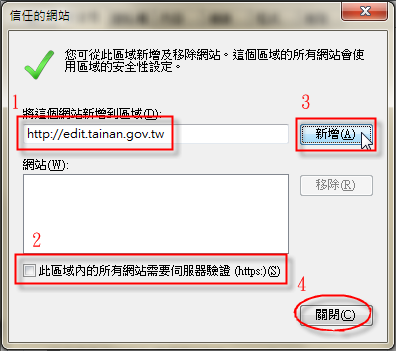 信任的網站
您可從此區域新增及移除網站。這個區域的所有網站會使
用區域的安全性設定。
1
將這個網站新增到區域(D):
3
http://edit.tainan.gov.tw
新增(A)
網站(W):
移除(R)
2
此區域內的所有網站需要伺服器驗證 (https:)(S)
4
關閉(C)